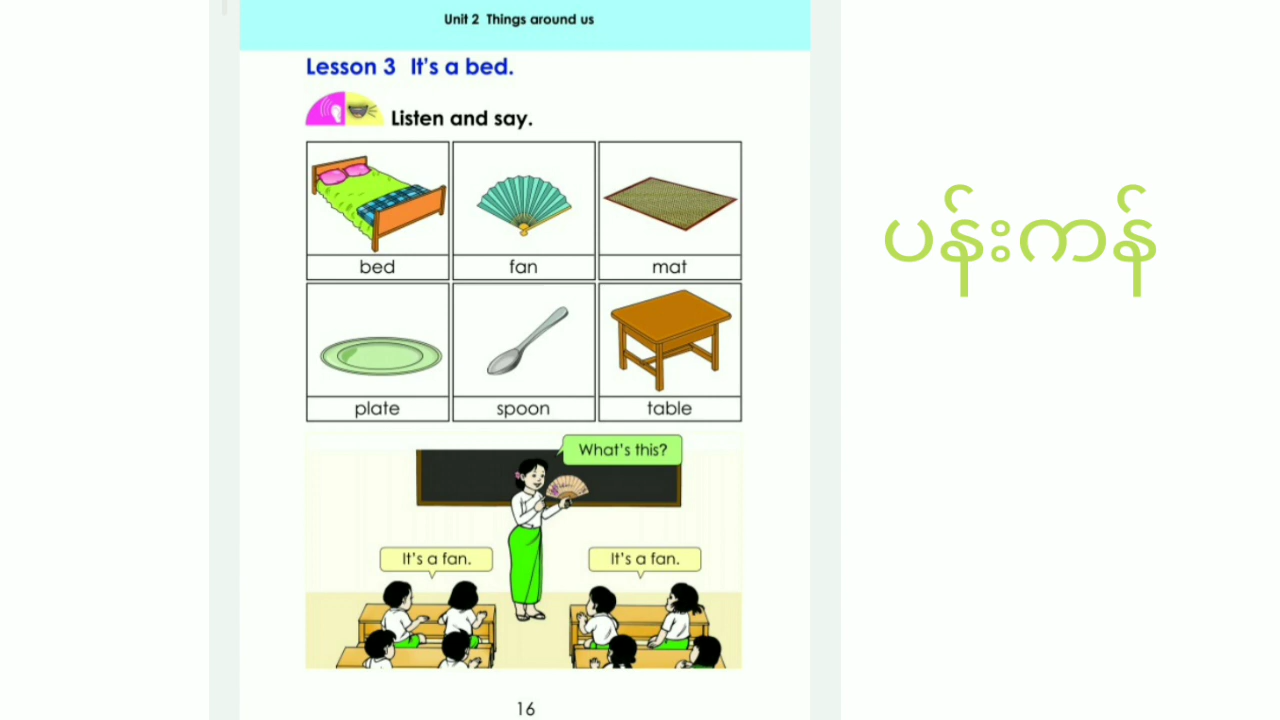 Unit 2 Things around us
Lesson 3 It's a bed.
Listen and say.
bed
fan
mat
plate
spoon
table
What's this?
It's a fan.
It's a fan.
16
ပန်းကန်